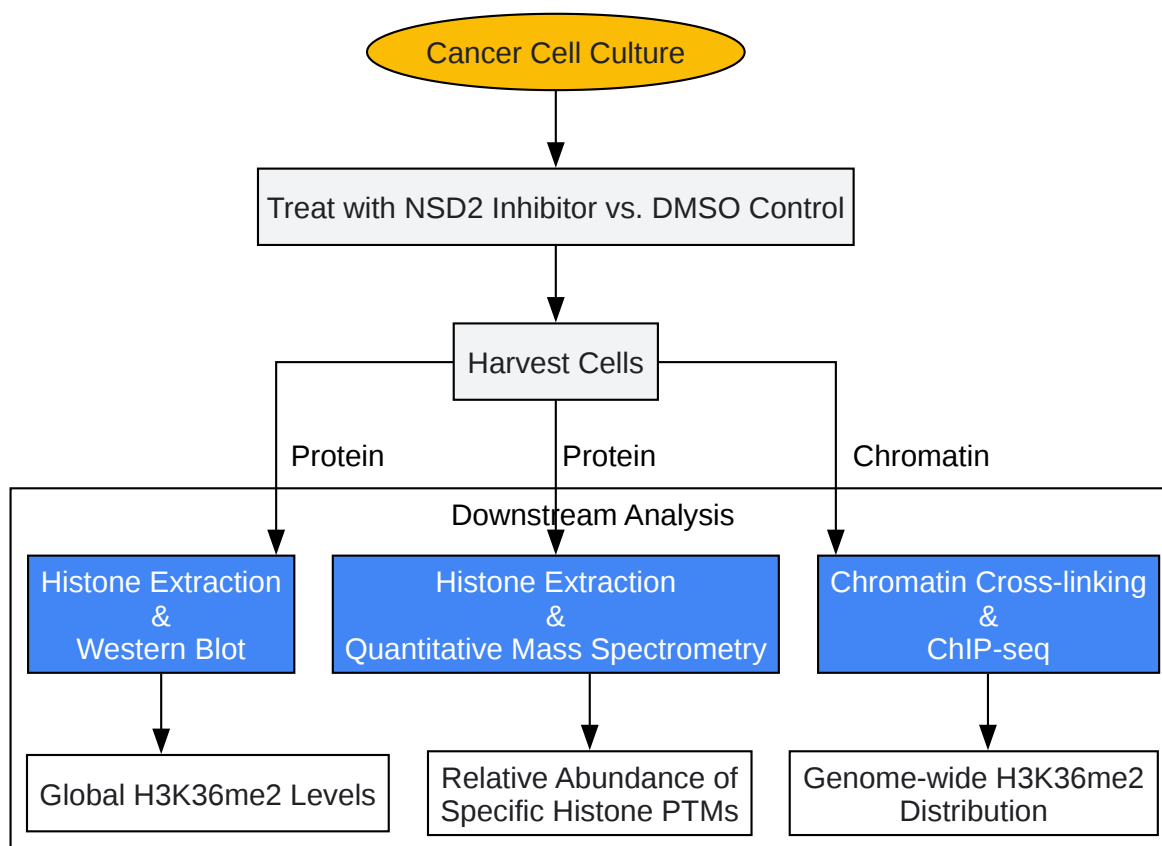 Cancer Cell Culture
Treat with NSD2 Inhibitor vs. DMSO Control
Harvest Cells
Protein
Protein
Chromatin
Downstream Analysis
Histone Extraction
&
Western Blot
Histone Extraction
&
Quantitative Mass Spectrometry
Chromatin Cross-linking
&
ChIP-seq
Global H3K36me2 Levels
Relative Abundance of
Specific Histone PTMs
Genome-wide H3K36me2
Distribution